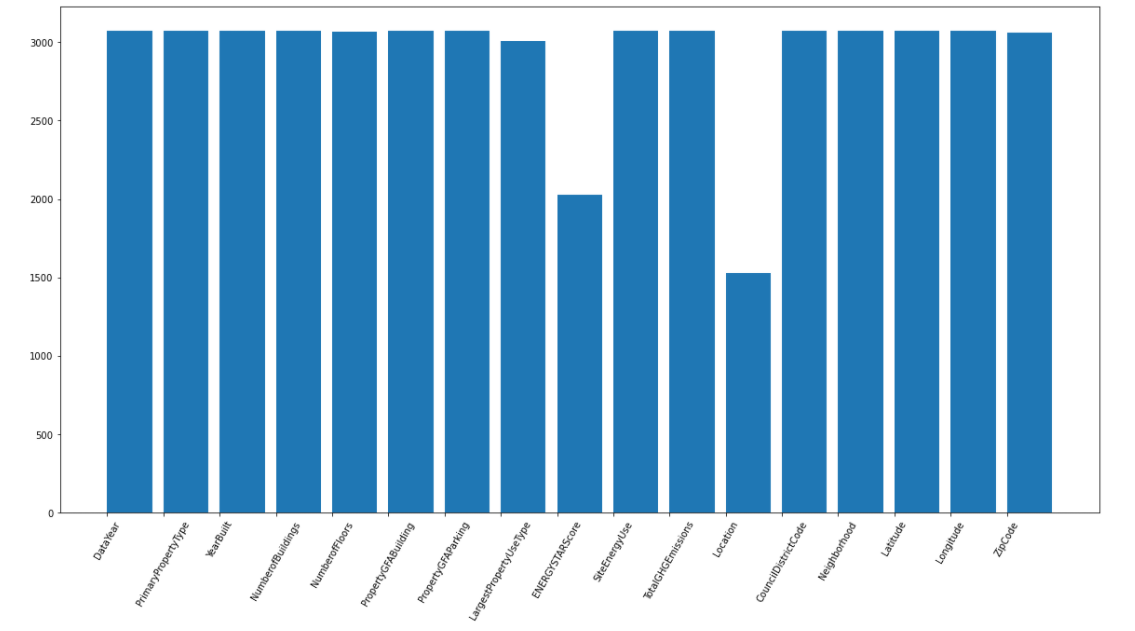 3000
2500
2000
1500
1000
500
0
DataYear
PrimaryPropertyType
YearBuilt
NumberofBuildings
NumberofFloors
PropertyGFABuilding
PropertyGFAParking
LargestPropertyUseType
ENERGYSTARScore
SiteEnergyUse
TotalGHGEmissions
Location
CouncilDistrictCode
Neighborhood
Latitude
Longitude
ZipCode